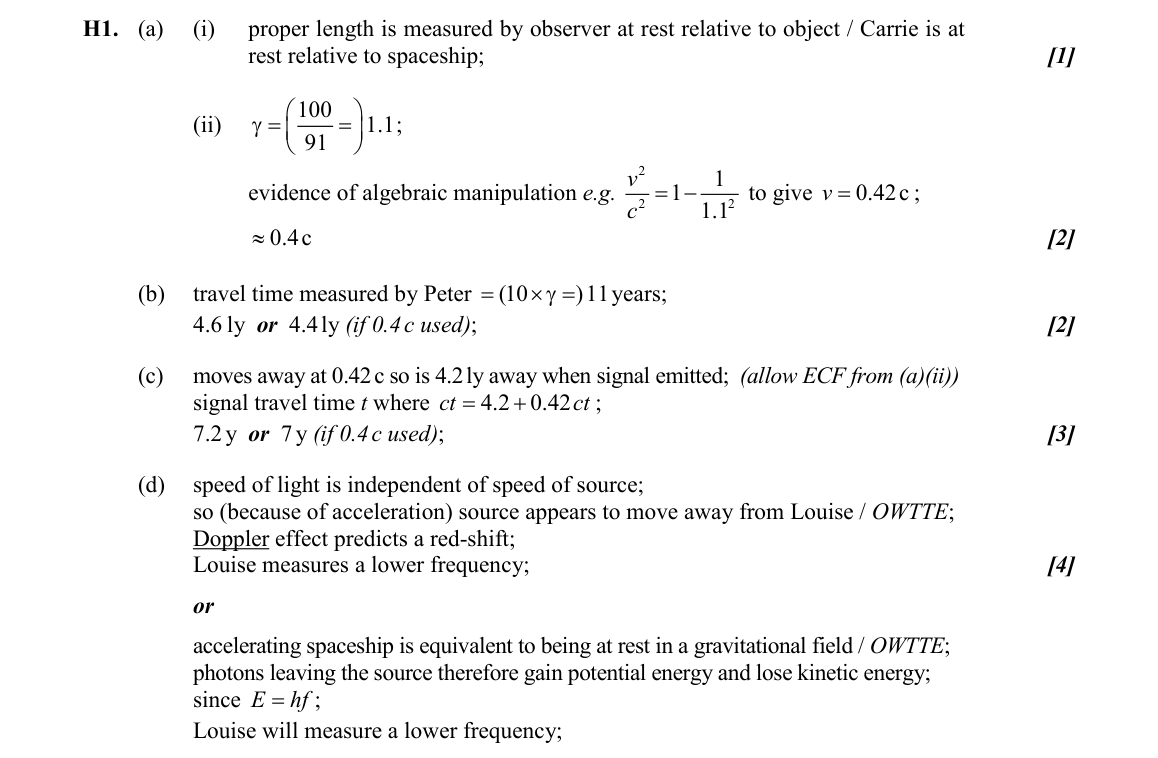 H1. (a) (i) proper length is measured by observer at rest relative to object / Carrie is at
rest relative to spaceship; [1]
(ii) γ = (100/91 =) 1.1;
evidence of algebraic manipulation e.g. v²/c² = 1 − 1/1.1² to give v = 0.42 c ;
≈ 0.4 c [2]
(b) travel time measured by Peter = (10 × γ =) 11 years;
4.6 ly or 4.4 ly (if 0.4 c used); [2]
(c) moves away at 0.42 c so is 4.2 ly away when signal emitted; (allow ECF from (a)(ii))
signal travel time t where ct = 4.2 + 0.42ct ;
7.2 y or 7 y (if 0.4 c used); [3]
(d) speed of light is independent of speed of source;
so (because of acceleration) source appears to move away from Louise / OWTTE;
Doppler effect predicts a red-shift;
Louise measures a lower frequency; [4]
or
accelerating spaceship is equivalent to being at rest in a gravitational field / OWTTE;
photons leaving the source therefore gain potential energy and lose kinetic energy;
since E = hf ;
Louise will measure a lower frequency;